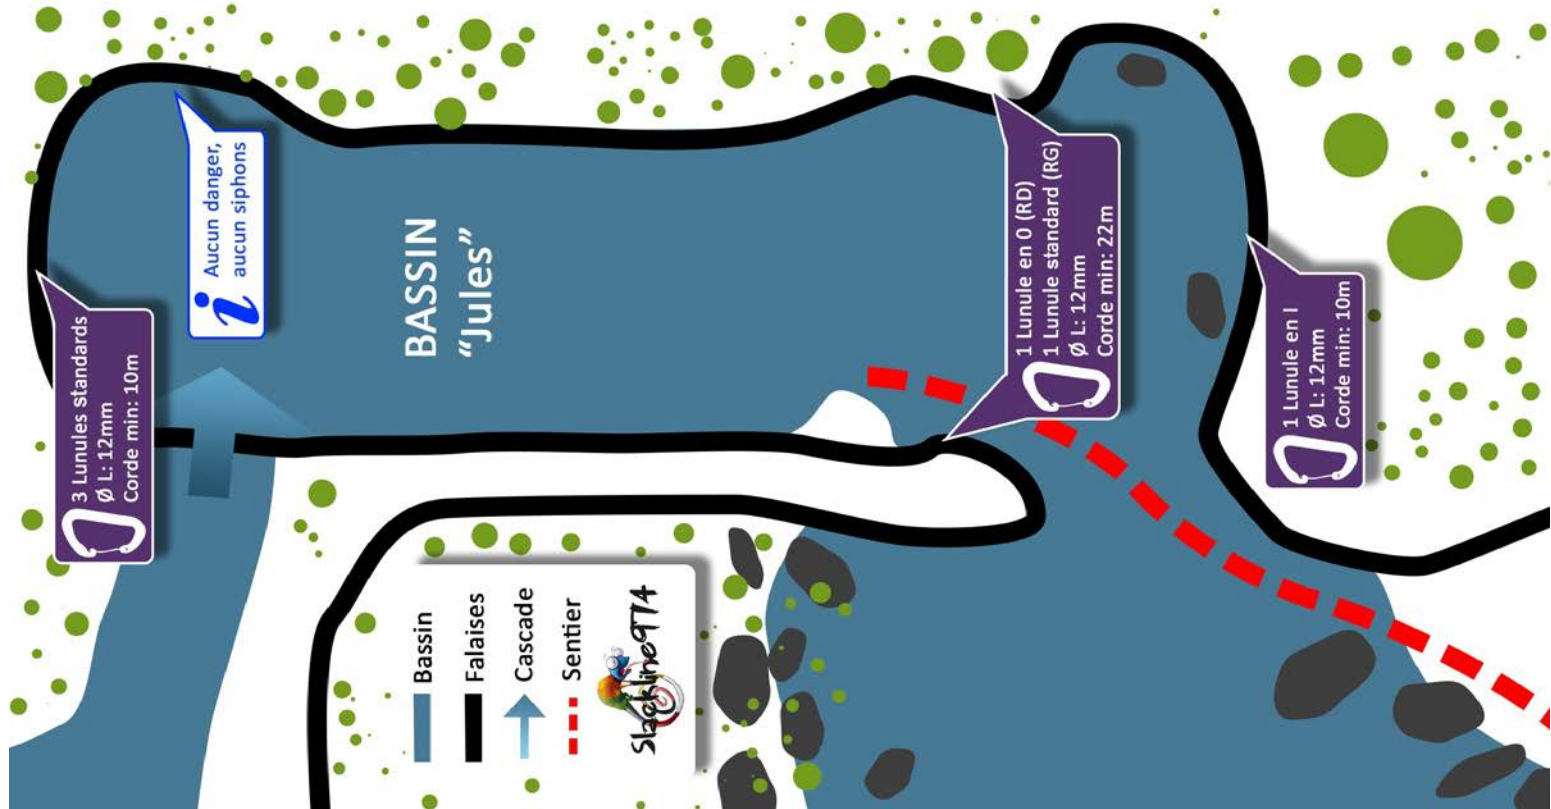 3 Lunules standards
Ø L: 12mm
Corde min: 10m
i
Aucun danger,
aucun siphons
BASSIN
“Jules”
1 Lunule en 0 (RD)
1 Lunule standard (RG)
Ø L: 12mm
Corde min: 22m
1 Lunule en I
Ø L: 12mm
Corde min: 10m
Bassin
Falaises
Cascade
Sentier
Slackline974